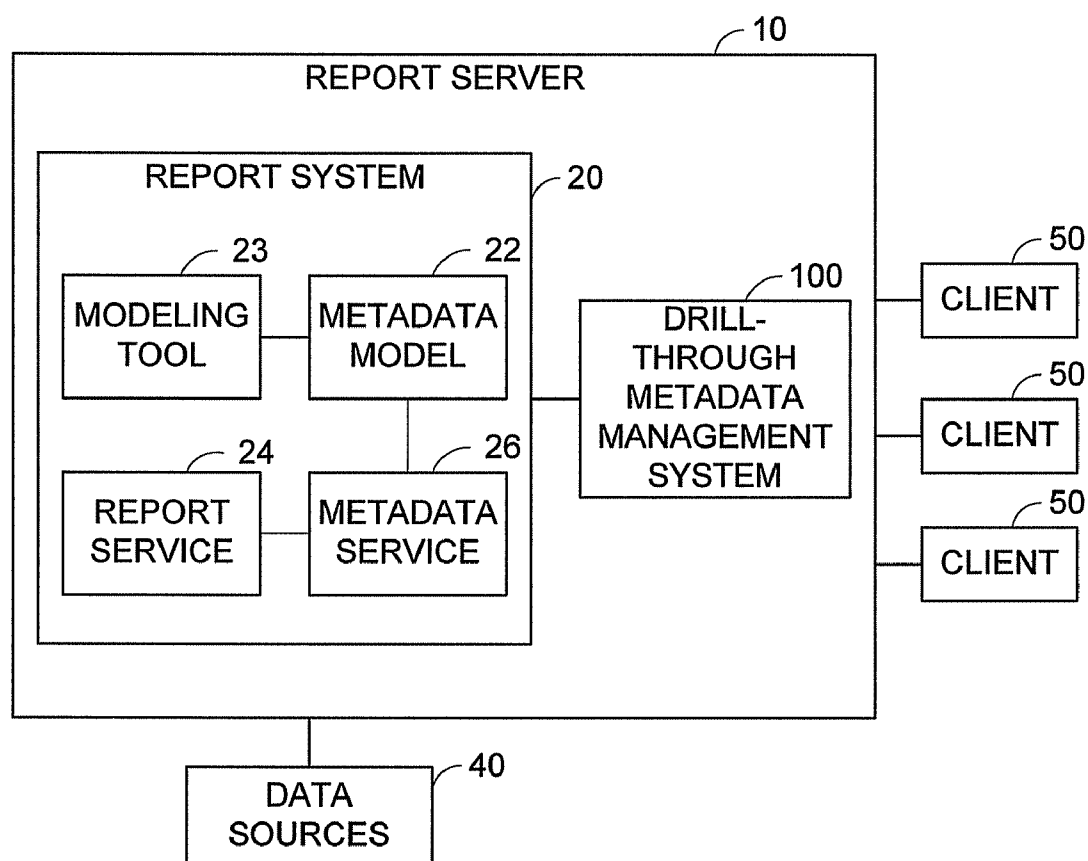 10
REPORT SERVER
REPORT SYSTEM
20
23
MODELING
TOOL
22
METADATA
MODEL
24
REPORT
SERVICE
26
METADATA
SERVICE
100
DRILL-
THROUGH
METADATA
MANAGEMENT
SYSTEM
50
CLIENT
50
CLIENT
50
CLIENT
40
DATA
SOURCES